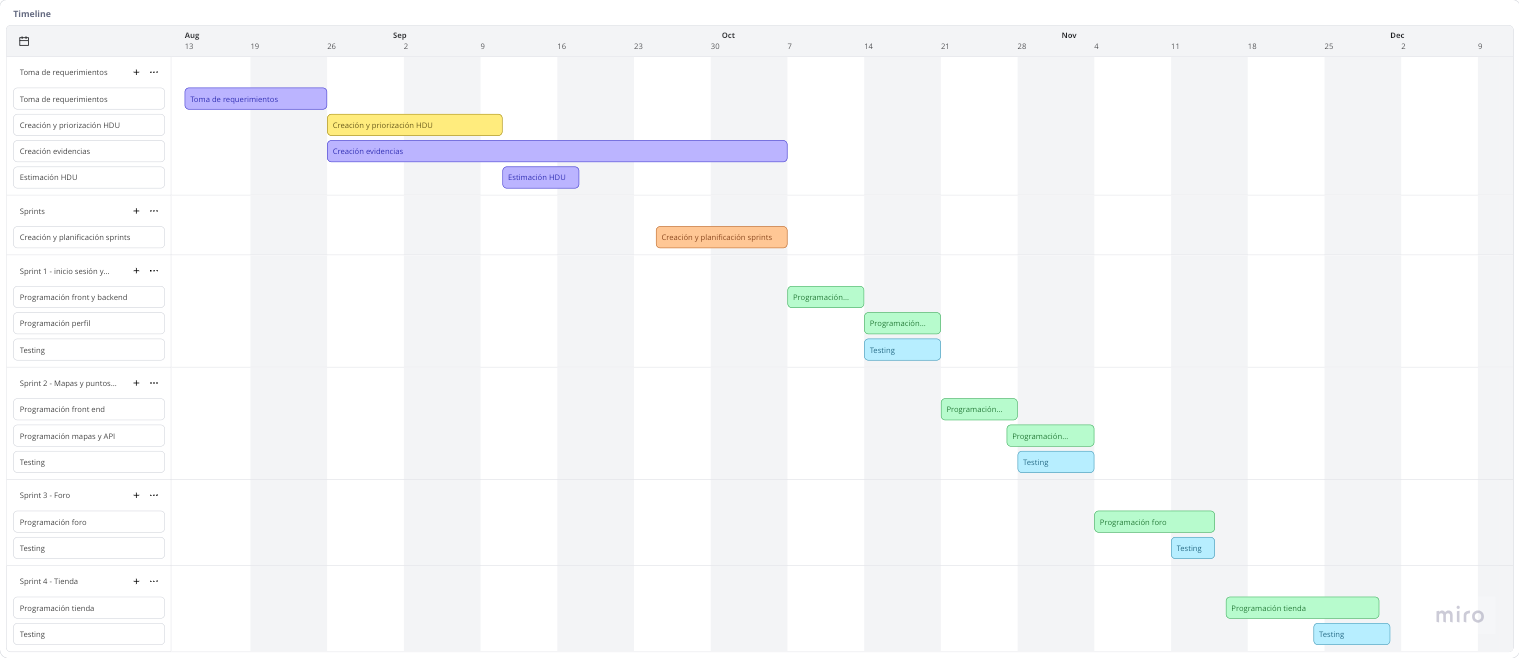 Timeline
Aug Sep Oct Nov Dec
13 19 26 2 9 16 23 30 7 14 21 28 4 11 18 25 2 9
Toma de requerimientos + ...
Toma de requerimientos Toma de requerimientos
Creación y priorización HDU Creación y priorización HDU
Creación evidencias Creación evidencias
Estimación HDU Estimación HDU
Sprints + ...
Creación y planificación sprints Creación y planificación sprints
Sprint 1 - inicio sesión y... + ...
Programación front y backend Programación...
Programación perfil Programación...
Testing Testing
Sprint 2 - Mapas y puntos... + ...
Programación front end Programación...
Programación mapas y API Programación...
Testing Testing
Sprint 3 - Foro + ...
Programación foro Programación foro
Testing Testing
Sprint 4 - Tienda + ...
Programación tienda Programación tienda
miro
Testing Testing